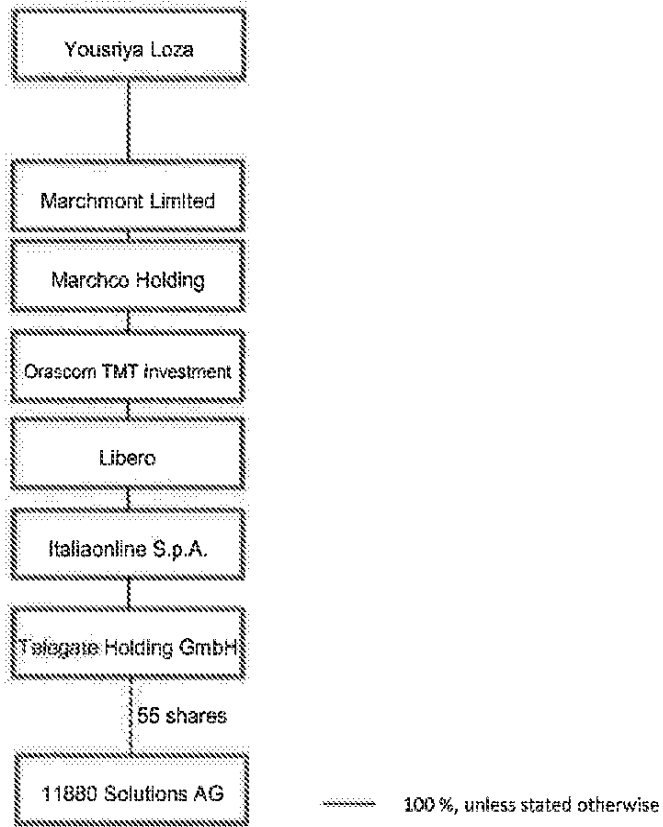 Yousriya Loza
Marchmont Limited
Marchco Holding
Orascom TMT Investment
Libero
Italiaonline S.p.A.
Telegate Holding GmbH
55 shares
11880 Solutions AG
100 %, unless stated otherwise